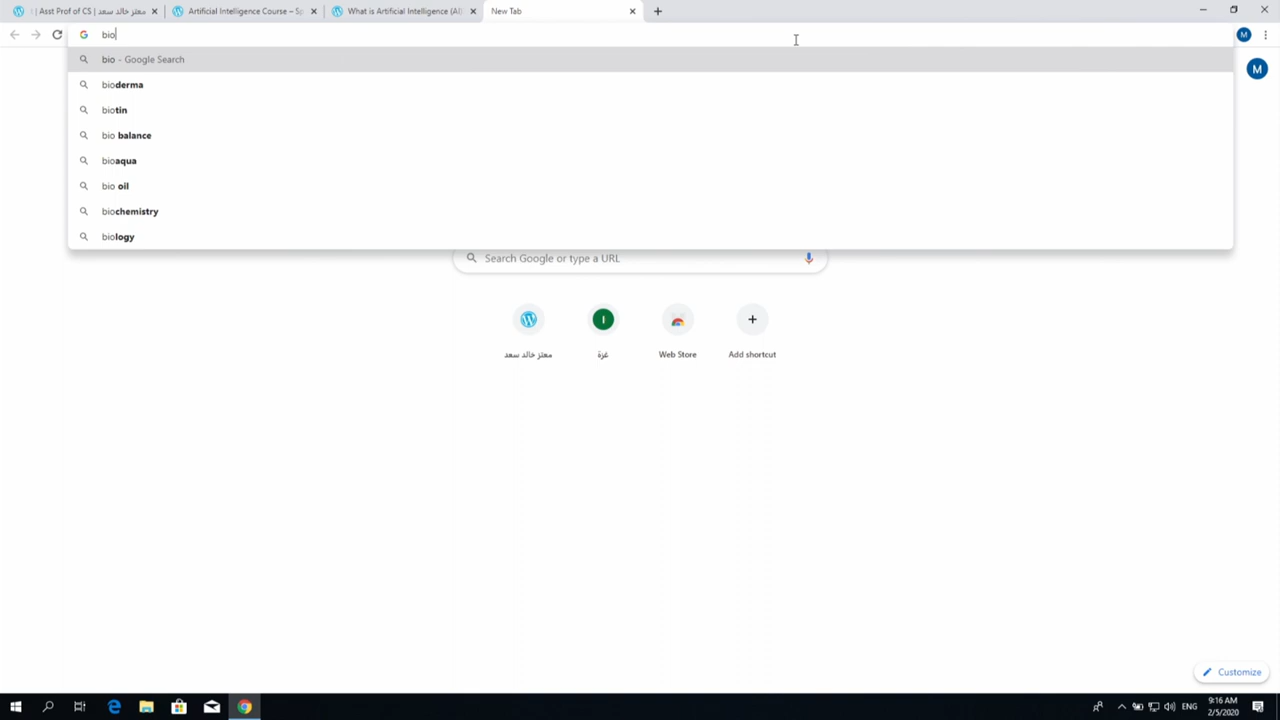 | Asst Prof of CS | معتز خالد سعد
Artificial Intelligence Course – Sp
What is Artificial Intelligence (AI)
New Tab
bio
M
bio - Google Search
M
bioderma
biotin
bio balance
bioaqua
bio oil
biochemistry
biology
Search Google or type a URL
I
معتز خالد سعد
غزة
Web Store
Add shortcut
Customize
ENG
9:16 AM
2/5/2020